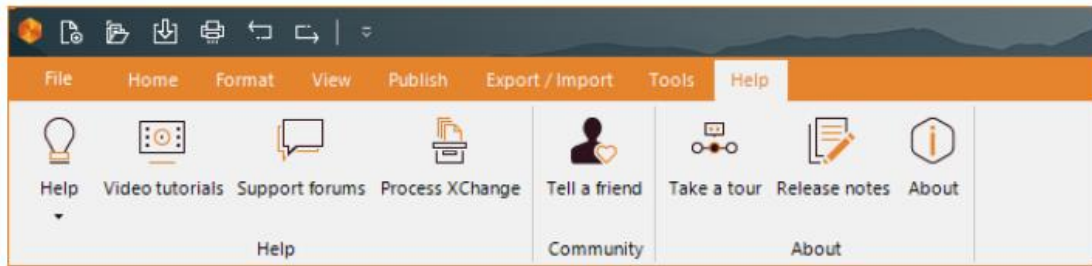 File Home Format View Publish Export / Import Tools Help
Help Video tutorials Support forums Process XChange Tell a friend Take a tour Release notes About
Help Community About